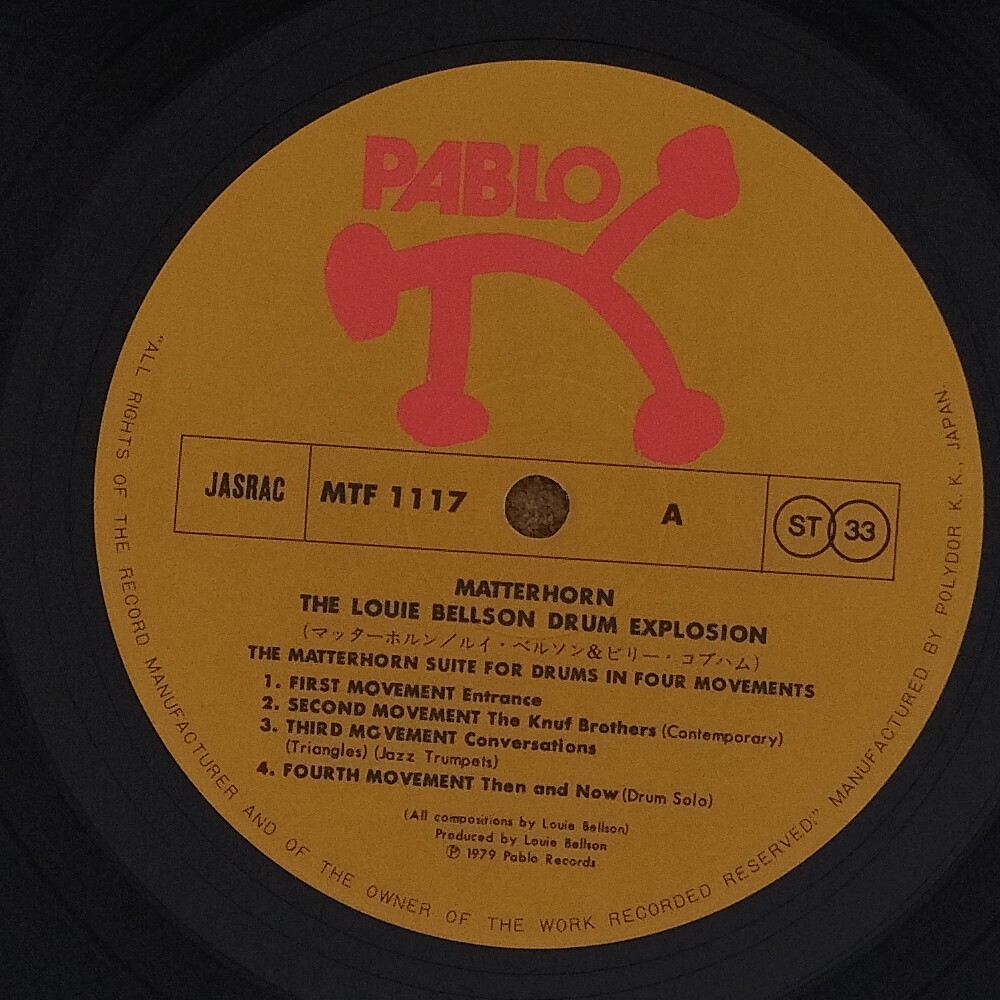 PABLO
JASRAC
MTF 1117
A
ST 33
MATTERHORN
THE LOUIE BELLSON DRUM EXPLOSION
(マッターホルン/ルイ・ベルソン&ビリー・コブハム)
THE MATTERHORN SUITE FOR DRUMS IN FOUR MOVEMENTS
1. FIRST MOVEMENT Entrance
2. SECOND MOVEMENT The Knuf Brothers (Contemporary)
3. THIRD MOVEMENT Conversations
(Triangles) (Jazz Trumpets)
4. FOURTH MOVEMENT Then and Now (Drum Solo)
(All compositions by Louie Bellson)
Produced by Louie Bellson
Ⓟ 1979 Pablo Records
"ALL RIGHTS OF THE RECORD MANUFACTURER AND OF THE OWNER OF THE WORK RECORDED RESERVED." MANUFACTURED BY POLYDOR K. K., JAPAN.